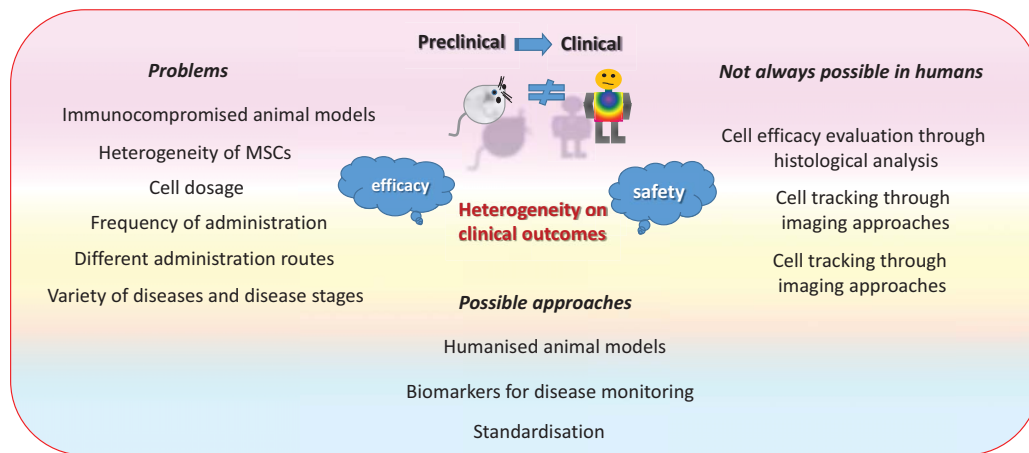 Preclinical
Clinical
Problems
Immunocompromised animal models
Heterogeneity of MSCs
Cell dosage
Frequency of administration
Different administration routes
Variety of diseases and disease stages
efficacy
safety
Heterogeneity on
clinical outcomes
Not always possible in humans
Cell efficacy evaluation through
histological analysis
Cell tracking through
imaging approaches
Cell tracking through
imaging approaches
Possible approaches
Humanised animal models
Biomarkers for disease monitoring
Standardisation